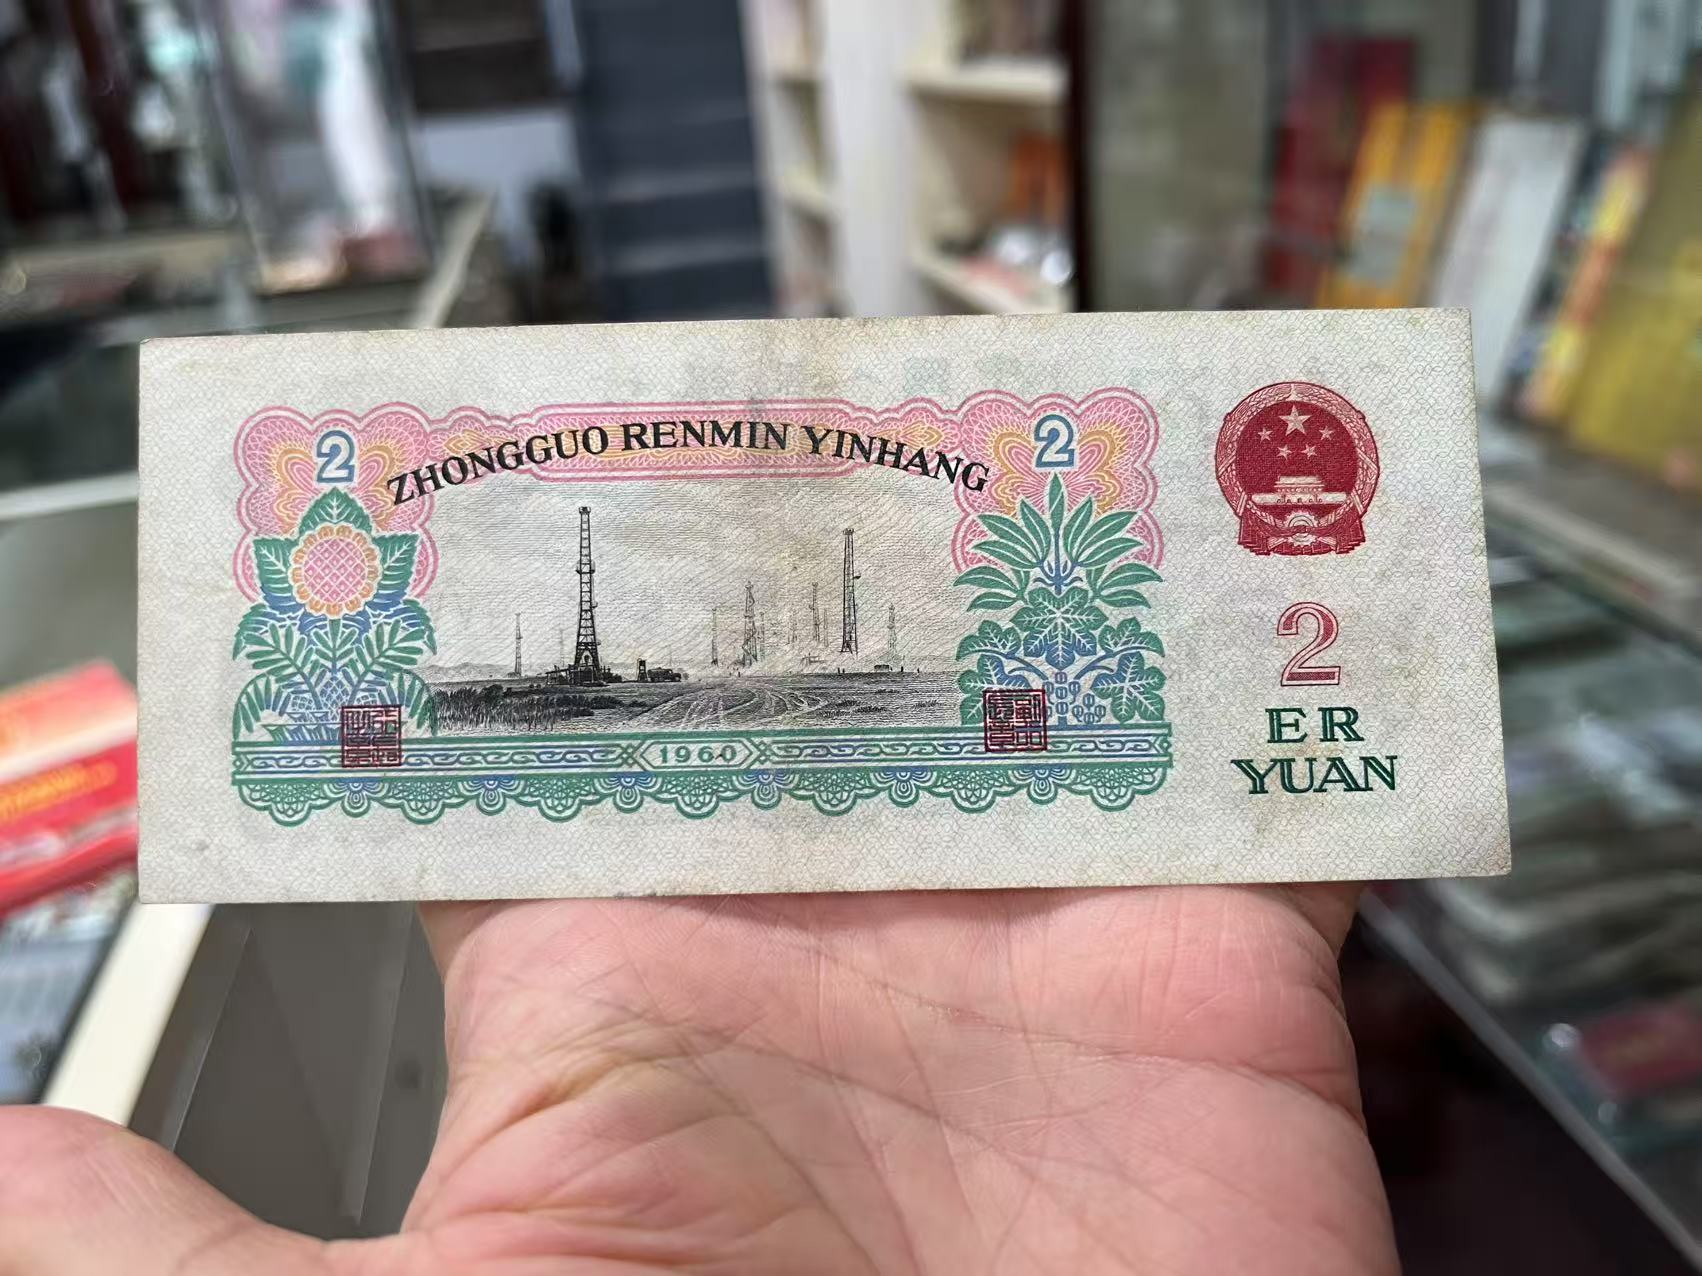 2
ZHONGGUO RENMIN YINHANG
2
1960
2
ER
YUAN